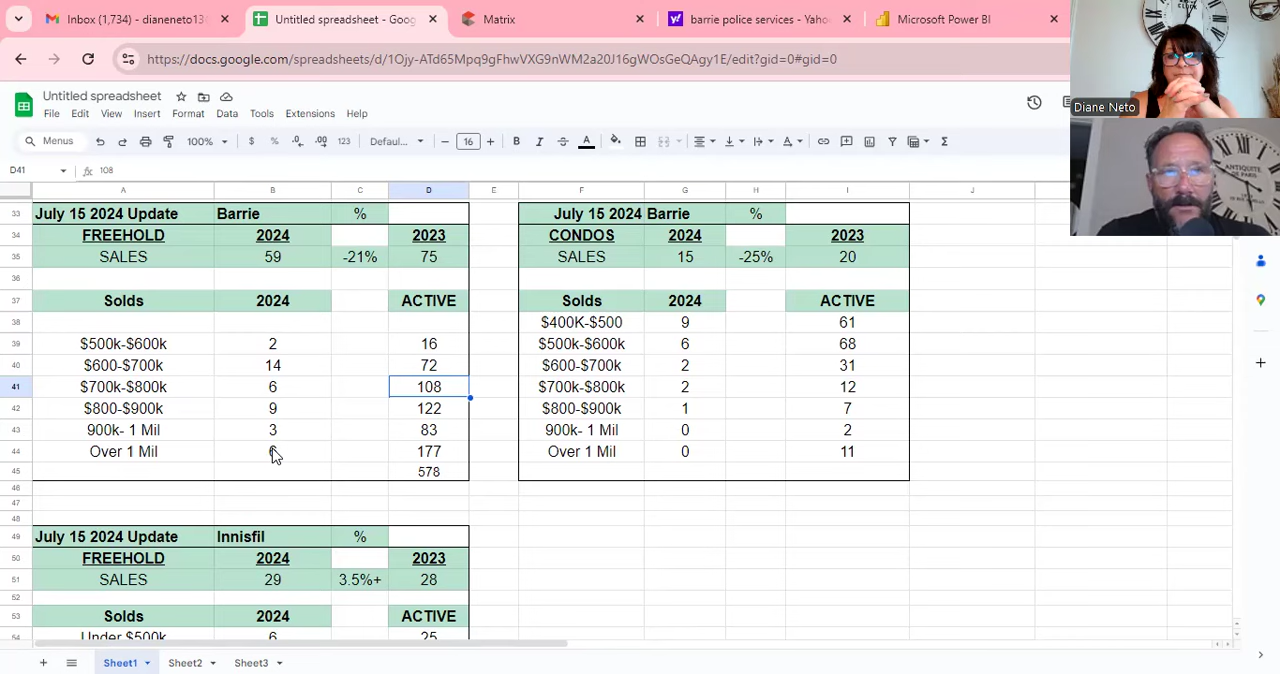 Inbox (1,734) - dianeneto13
Untitled spreadsheet - Goog
Matrix
barrie police services - Yahoo
Microsoft Power BI
https://docs.google.com/spreadsheets/d/
/edit?gid=0#gid=0
Untitled spreadsheet
File Edit View Insert Format Data Tools Extensions Help
Menus 100% $ % .0 .00 123 Defaul... 16 B I A
D41 fx 108
A B C D E F G H I J
33 July 15 2024 Update Barrie % July 15 2024 Barrie %
34 FREEHOLD 2024 2023 CONDOS 2024 2023
35 SALES 59 -21% 75 SALES 15 -25% 20
36
37 Solds 2024 ACTIVE Solds 2024 ACTIVE
38 $400K-$500 9 61
39 $500k-$600k 2 16 $500k-$600k 6 68
40 $600-$700k 14 72 $600-$700k 2 31
41 $700k-$800k 6 108 $700k-$800k 2 12
42 $800-$900k 9 122 $800-$900k 1 7
43 900k- 1 Mil 3 83 900k- 1 Mil 0 2
44 Over 1 Mil 177 Over 1 Mil 0 11
45 578
46
47
48
49 July 15 2024 Update Innisfil %
50 FREEHOLD 2024 2023
51 SALES 29 3.5%+ 28
52
53 Solds 2024 ACTIVE
54 Under $500k 6 25
Sheet1 Sheet2 Sheet3
Diane Neto
ANTIQUITE
DE PARIS